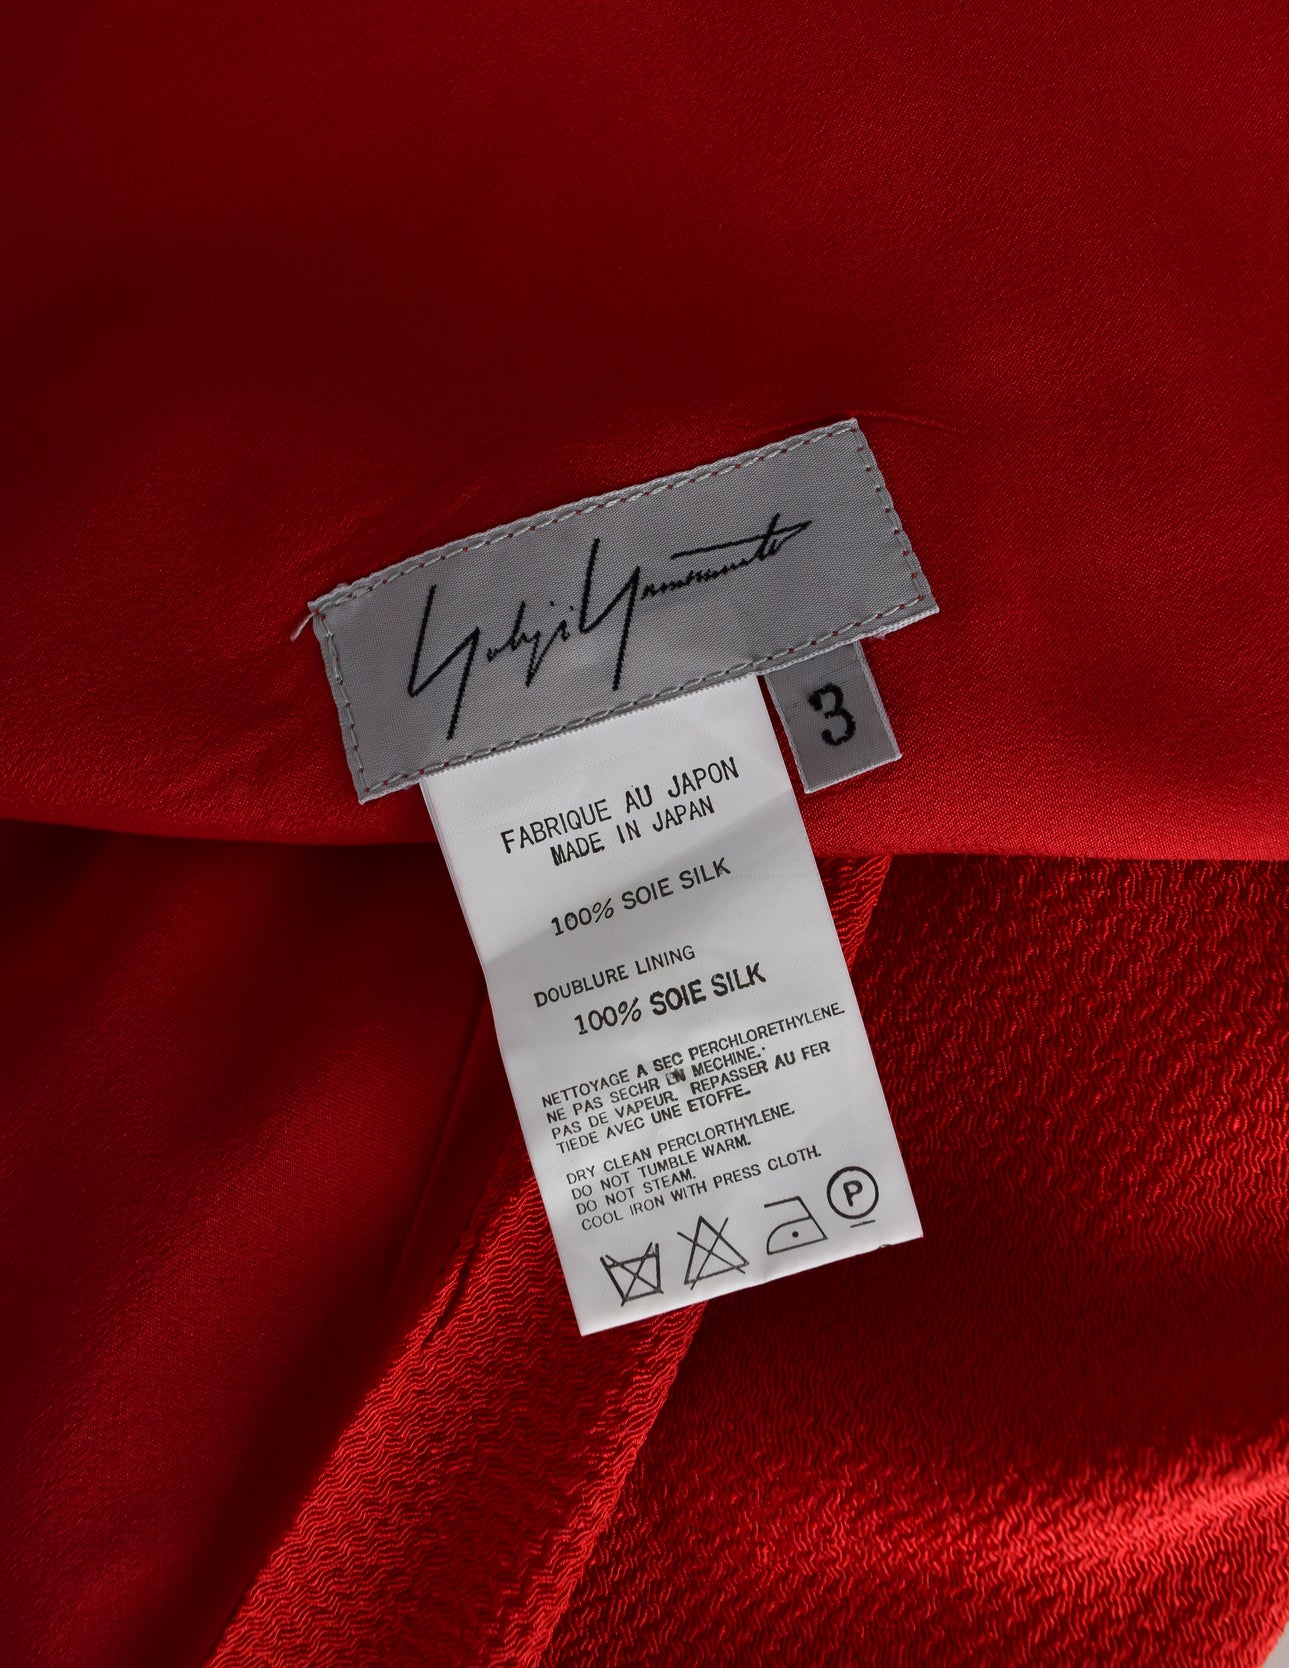 Yohji Yamamoto
3
FABRIQUE AU JAPON
MADE IN JAPAN
100% SOIE SILK
DOUBLURE LINING
100% SOIE SILK
NETTOYAGE A SEC PERCHLORETHYLENE.
NE PAS SECHR EN MECHINE.
PAS DE VAPEUR. REPASSER AU FER
TIEDE AVEC UNE ETOFFE.
DRY CLEAN PERCLORTHYLENE.
DO NOT TUMBLE WARM.
DO NOT STEAM.
COOL IRON WITH PRESS CLOTH.
P